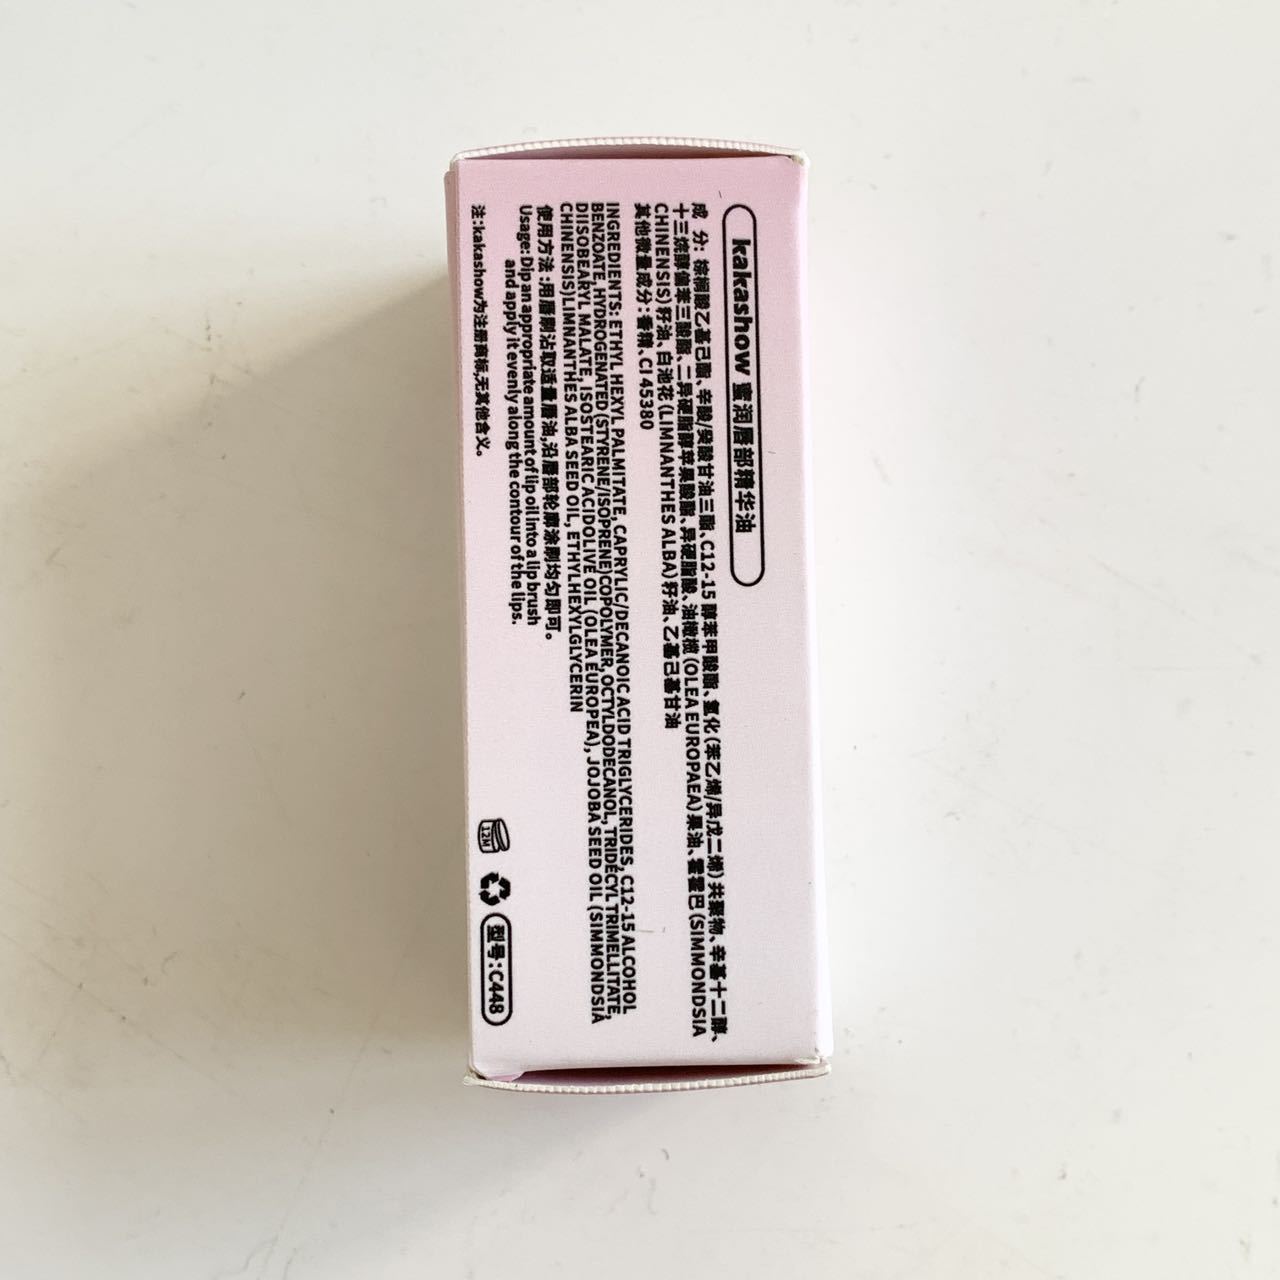 kakashow 蜜润唇部精华油
成 分: 棕榈酸乙基己酯、辛酸/癸酸甘油三酯、C12-15 醇苯甲酸酯、氢化(苯乙烯/异戊二烯)共聚物、辛基十二醇、
十三烷醇偏苯三酸酯、二异硬脂醇苹果酸酯、异硬脂酸、油橄榄(OLEA EUROPAEA)果油、霍霍巴(SIMMONDSIA
CHINENSIS)籽油、白池花(LIMNANTHES ALBA)籽油、乙基己基甘油
其他微量成分:香精、CI 45380
INGREDIENTS: ETHYL HEXYL PALMITATE, CAPRYLIC/DECANOIC ACID TRIGLYCERIDES, C12-15 ALCOHOL
BENZOATE, HYDROGENATED (STYRENE/ISOPRENE)COPOLYMER, OCTYLDODECANOL, TRIDECYL TRIMELLITATE,
DIISOBEARYL MALATE, ISOSTEARIC ACIDOLIVE OIL (OLEA EUROPEA), JOJOBA SEED OIL (SIMMONDSIA
CHINENSIS)LIMNANTHES ALBA SEED OIL, ETHYLHEXYLGLYCERIN
使用方法:用唇刷沾取适量唇油,沿唇部轮廓涂刷均匀即可。
Usage: Dip an appropriate amount of lip oil into a lip brush
and apply it evenly along the contour of the lips.
注:kakashow为注册商标,无其他含义。
12M
型号:C448